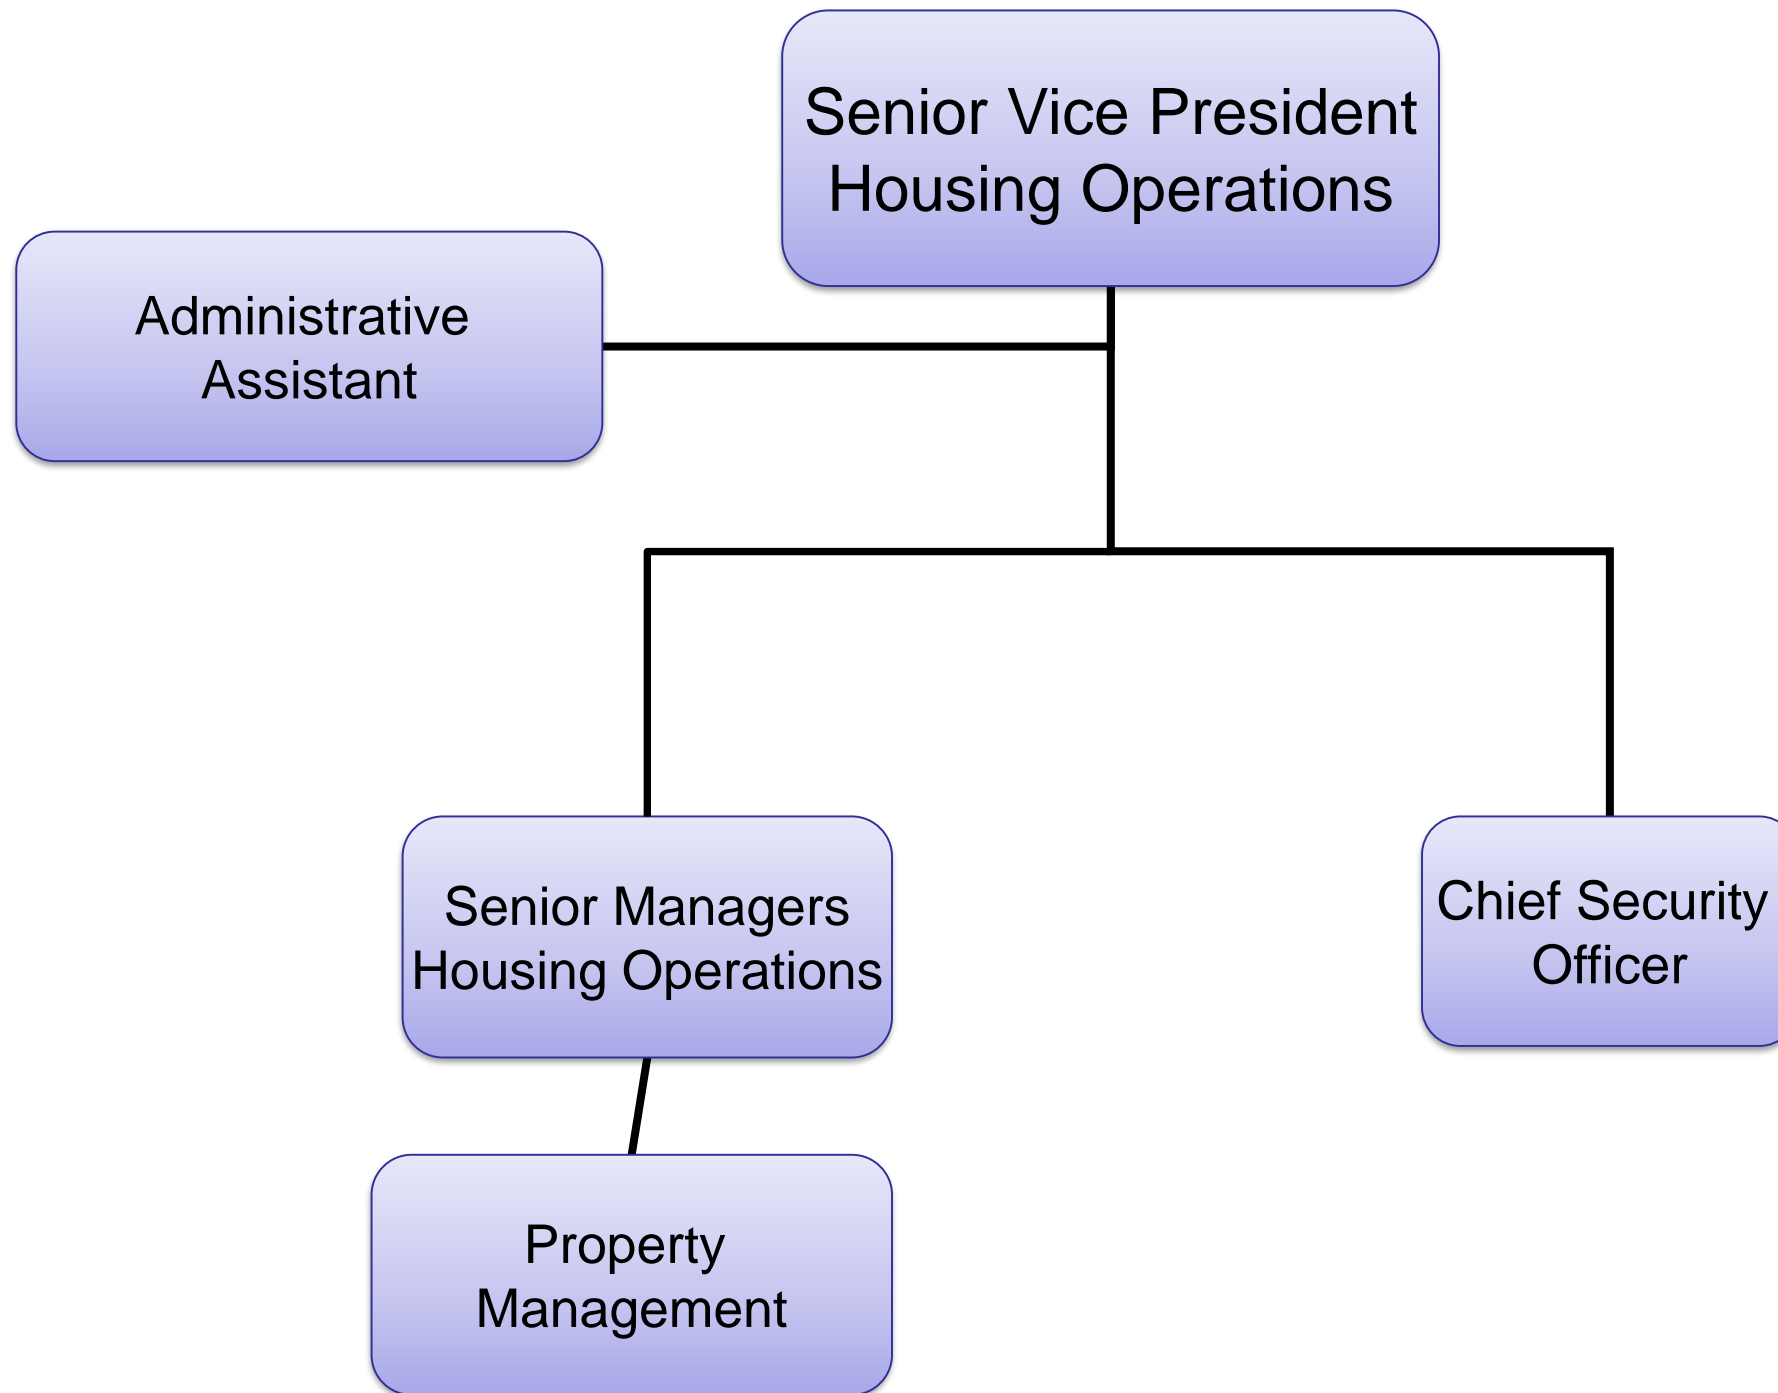 Senior Vice President
Housing Operations
Administrative
Assistant
Senior Managers
Housing Operations
Chief Security
Officer
Property
Management